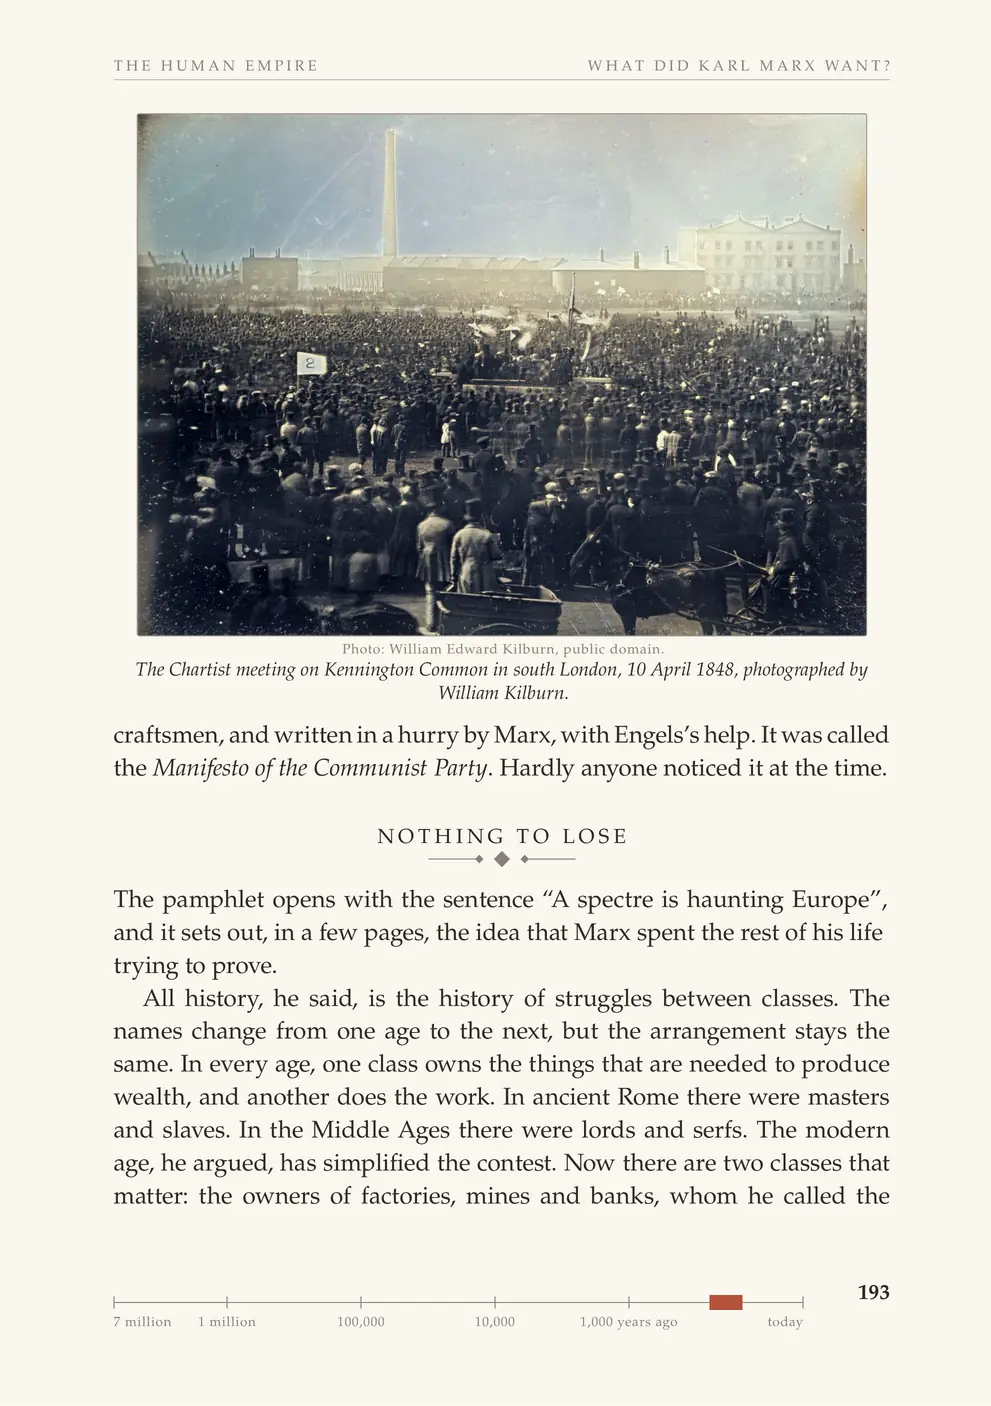 THE HUMAN EMPIRE
WHAT DID KARL MARX WANT?
2
Photo: William Edward Kilburn, public domain.
The Chartist meeting on Kennington Common in south London, 10 April 1848, photographed by
William Kilburn.
craftsmen, and written in a hurry by Marx, with Engels’s help. It was called
the Manifesto of the Communist Party. Hardly anyone noticed it at the time.
NOTHING TO LOSE
The pamphlet opens with the sentence “A spectre is haunting Europe”,
and it sets out, in a few pages, the idea that Marx spent the rest of his life
trying to prove.
All history, he said, is the history of struggles between classes. The
names change from one age to the next, but the arrangement stays the
same. In every age, one class owns the things that are needed to produce
wealth, and another does the work. In ancient Rome there were masters
and slaves. In the Middle Ages there were lords and serfs. The modern
age, he argued, has simplified the contest. Now there are two classes that
matter: the owners of factories, mines and banks, whom he called the
193
7 million 1 million 100,000 10,000 1,000 years ago today